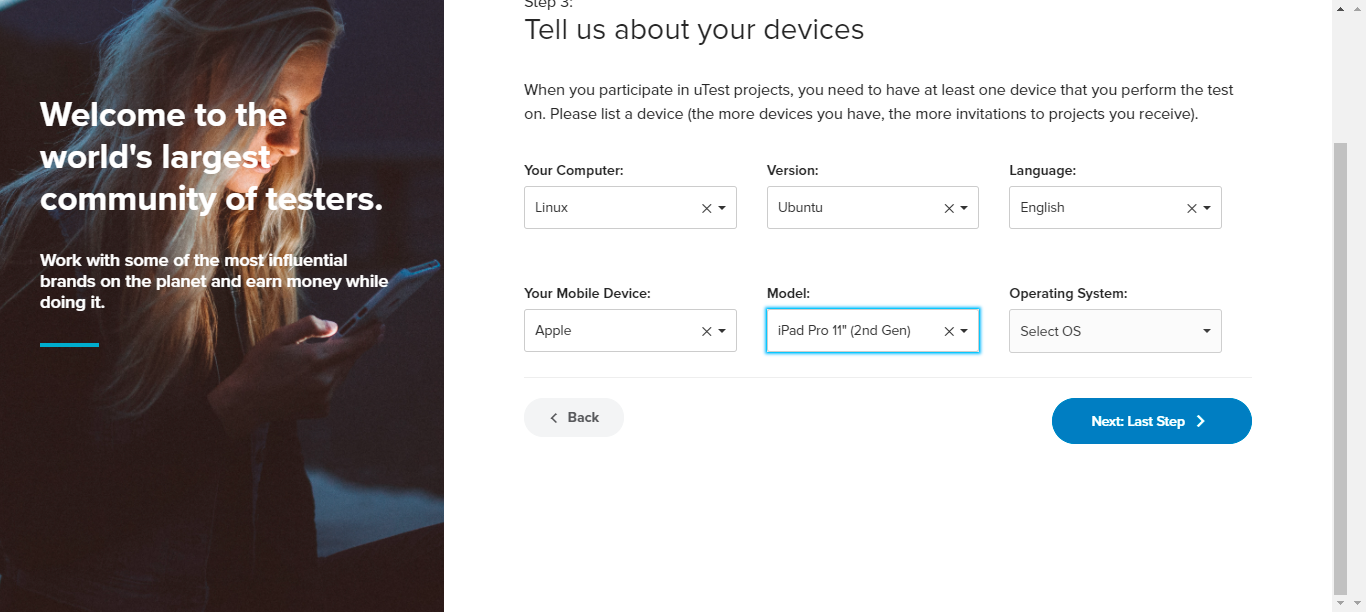 Step 3:
Tell us about your devices
Welcome to the
world's largest
community of testers.
Work with some of the most influential
brands on the planet and earn money while
doing it.
When you participate in uTest projects, you need to have at least one device that you perform the test
on. Please list a device (the more devices you have, the more invitations to projects you receive).
Your Computer:
Linux
Version:
Ubuntu
Language:
English
Your Mobile Device:
Apple
Model:
iPad Pro 11" (2nd Gen)
Operating System:
Select OS
Back
Next: Last Step